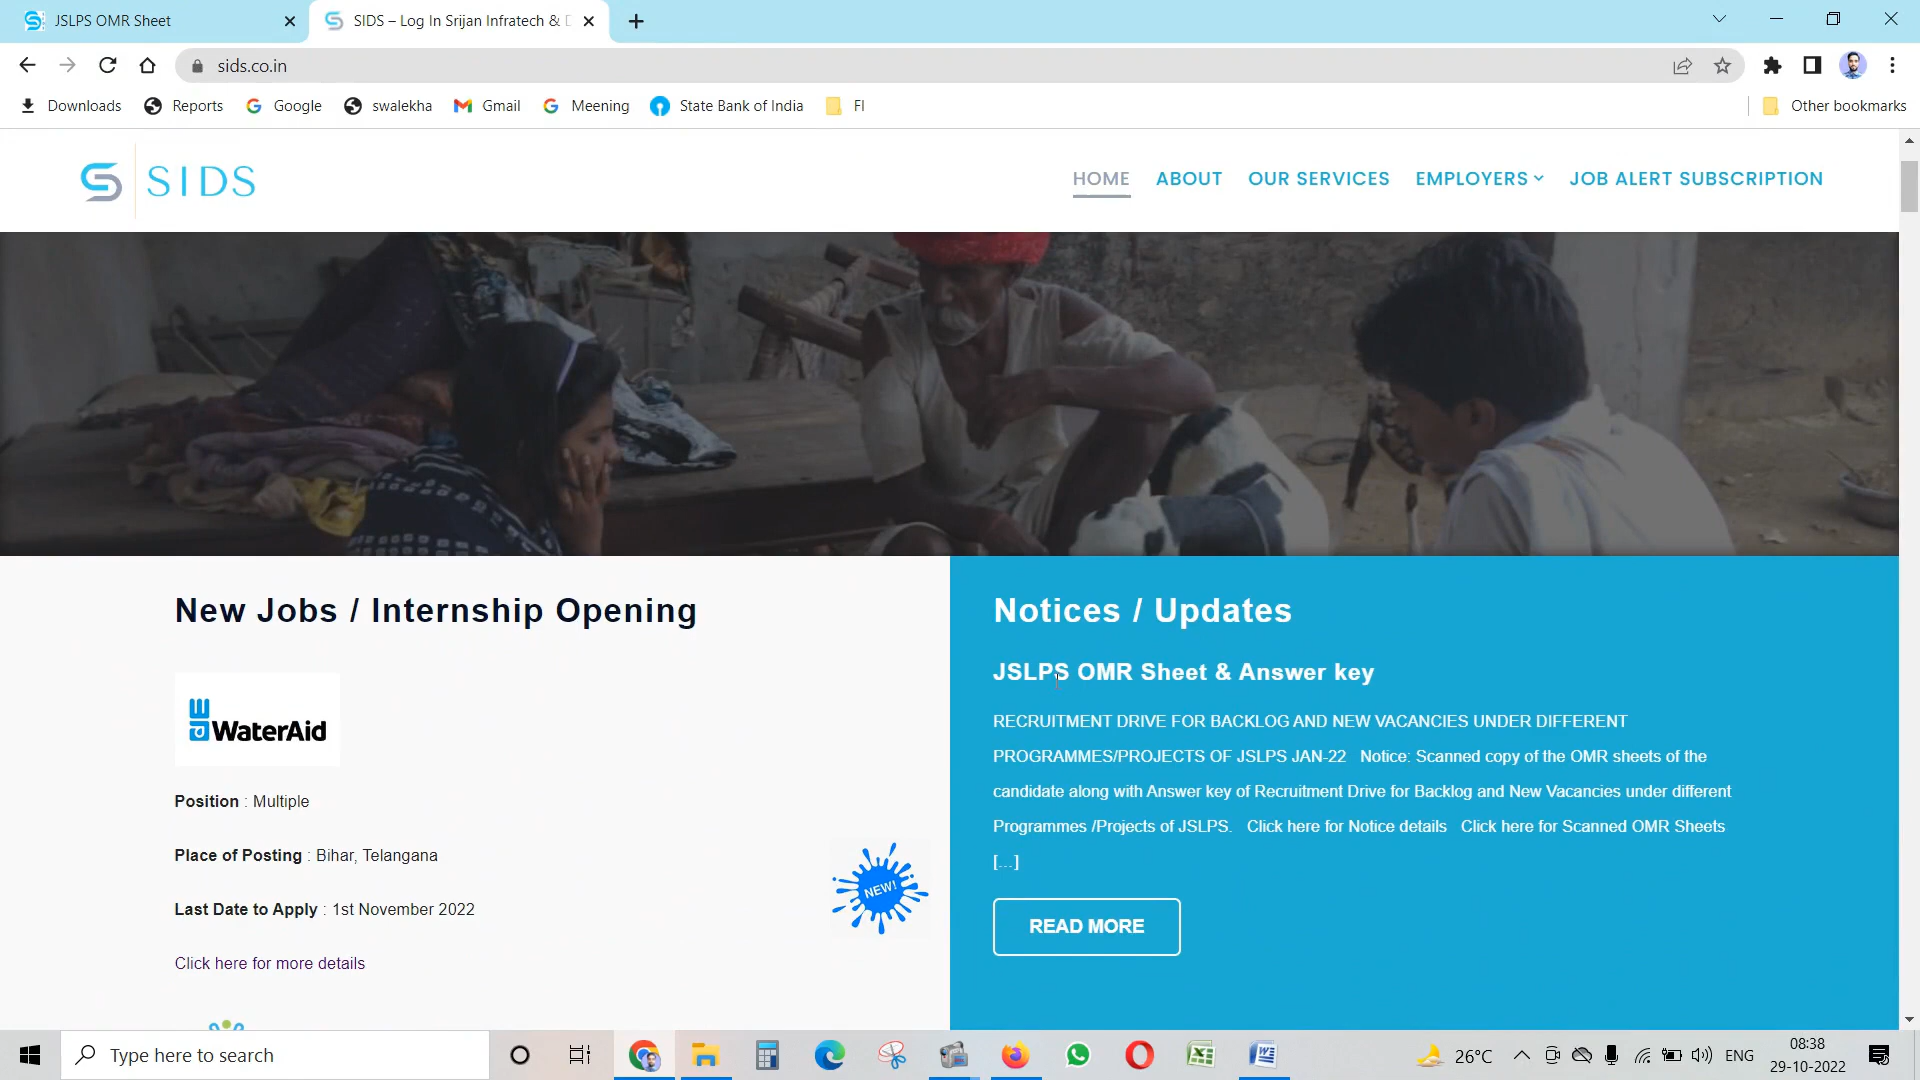 JSLPS OMR Sheet
SIDS – Log In Srijan Infratech & D
sids.co.in
Downloads
Reports
Google
swalekha
Gmail
Meening
State Bank of India
FI
Other bookmarks
SIDS
HOME
ABOUT
OUR SERVICES
EMPLOYERS
JOB ALERT SUBSCRIPTION
New Jobs / Internship Opening
WaterAid
Position : Multiple
Place of Posting : Bihar, Telangana
Last Date to Apply : 1st November 2022
Click here for more details
NEW!
Notices / Updates
JSLPS OMR Sheet & Answer key
RECRUITMENT DRIVE FOR BACKLOG AND NEW VACANCIES UNDER DIFFERENT
PROGRAMMES/PROJECTS OF JSLPS JAN-22 Notice: Scanned copy of the OMR sheets of the
candidate along with Answer key of Recruitment Drive for Backlog and New Vacancies under different
Programmes /Projects of JSLPS. Click here for Notice details Click here for Scanned OMR Sheets
[...]
READ MORE
Type here to search
26°C
ENG
08:38
29-10-2022